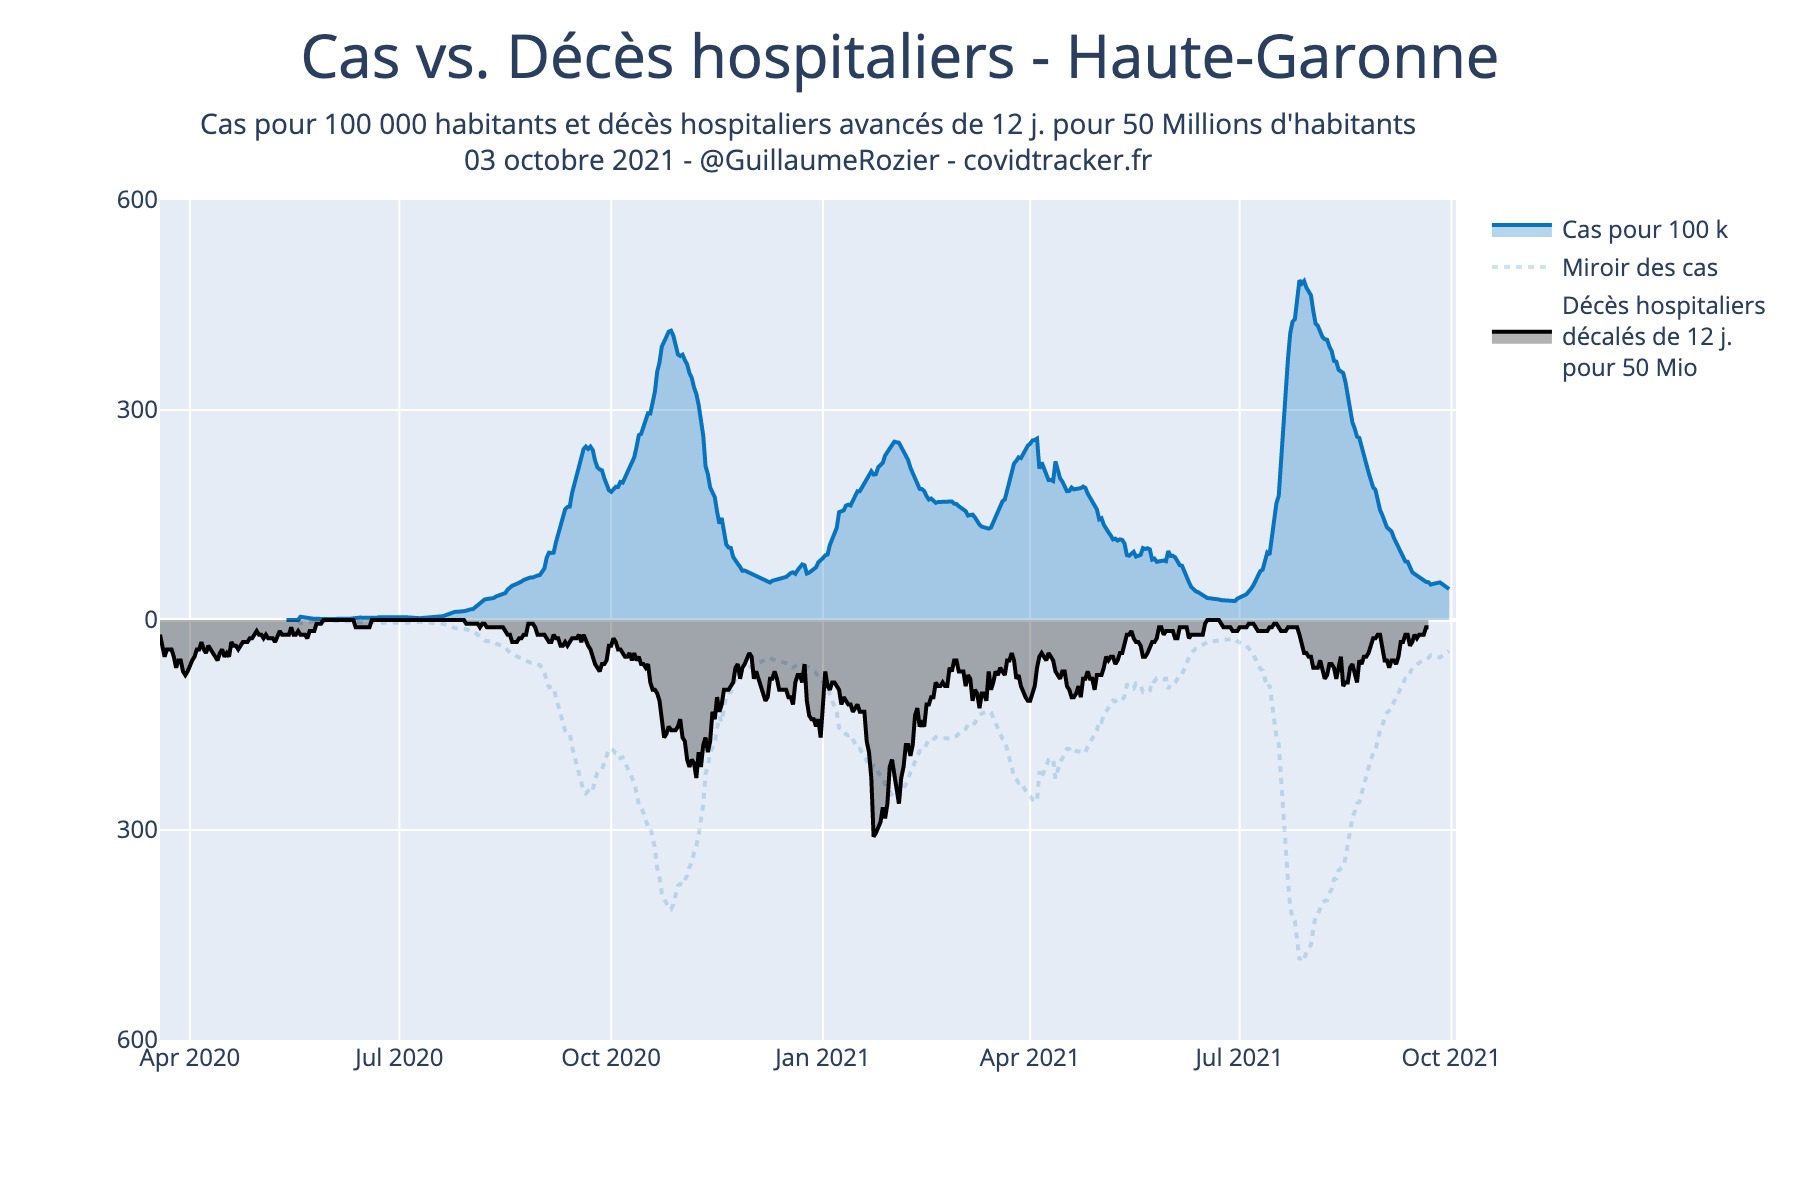 Cas vs. Décès hospitaliers - Haute-Garonne
Cas pour 100 000 habitants et décès hospitaliers avancés de 12 j. pour 50 Millions d'habitants
03 octobre 2021 - @GuillaumeRozier - covidtracker.fr
600
300
0
300
600
Apr 2020
Jul 2020
Oct 2020
Jan 2021
Apr 2021
Jul 2021
Oct 2021
Cas pour 100 k
Miroir des cas
Décès hospitaliers
décalés de 12 j.
pour 50 Mio